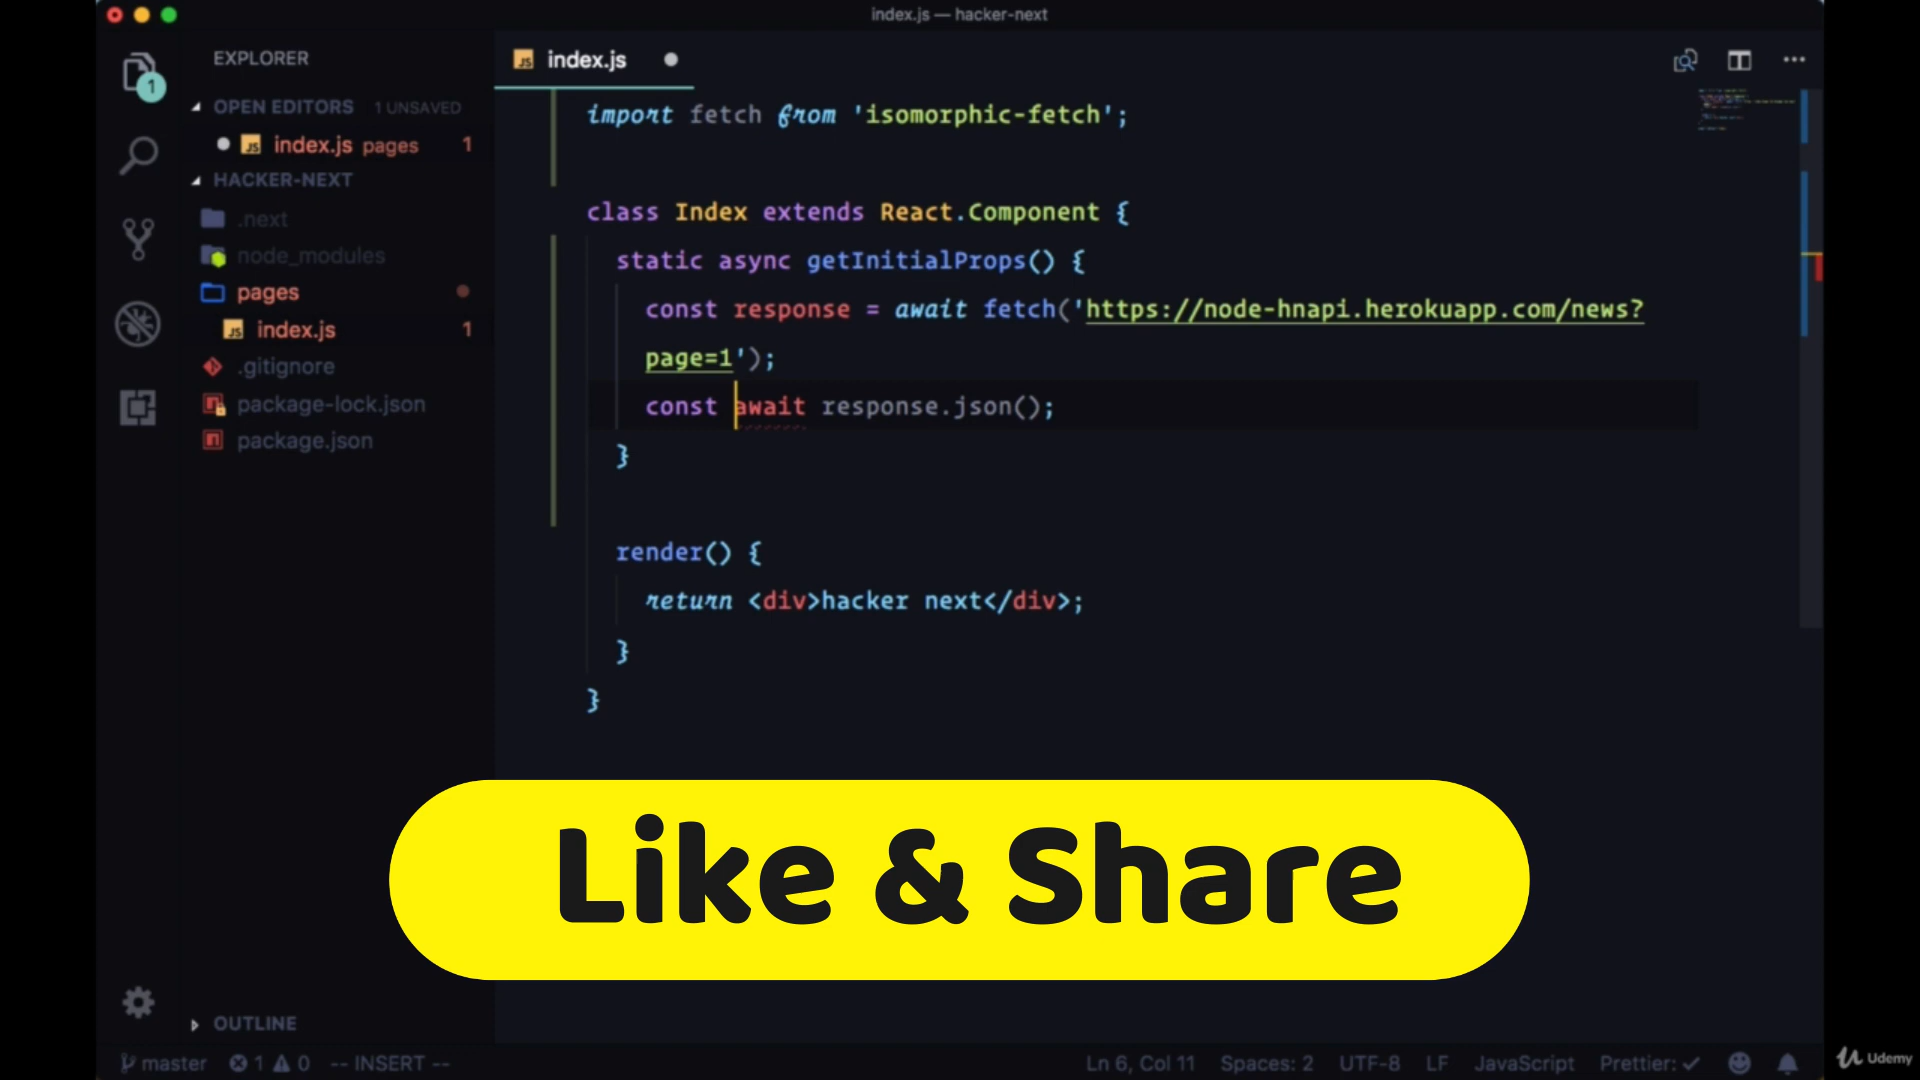 index.js — hacker-next
EXPLORER
OPEN EDITORS 1 UNSAVED
index.js pages 1
HACKER-NEXT
.next
node_modules
pages
index.js 1
.gitignore
package-lock.json
package.json
OUTLINE
1
index.js
import fetch from 'isomorphic-fetch';
class Index extends React.Component {
static async getInitialProps() {
const response = await fetch('https://node-hnapi.herokuapp.com/news?
page=1');
const await response.json();
}
render() {
return <div>hacker next</div>;
}
}
Like & Share
master 1 0 -- INSERT -- Ln 6, Col 11 Spaces: 2 UTF-8 LF JavaScript Prettier: ✓
Udemy